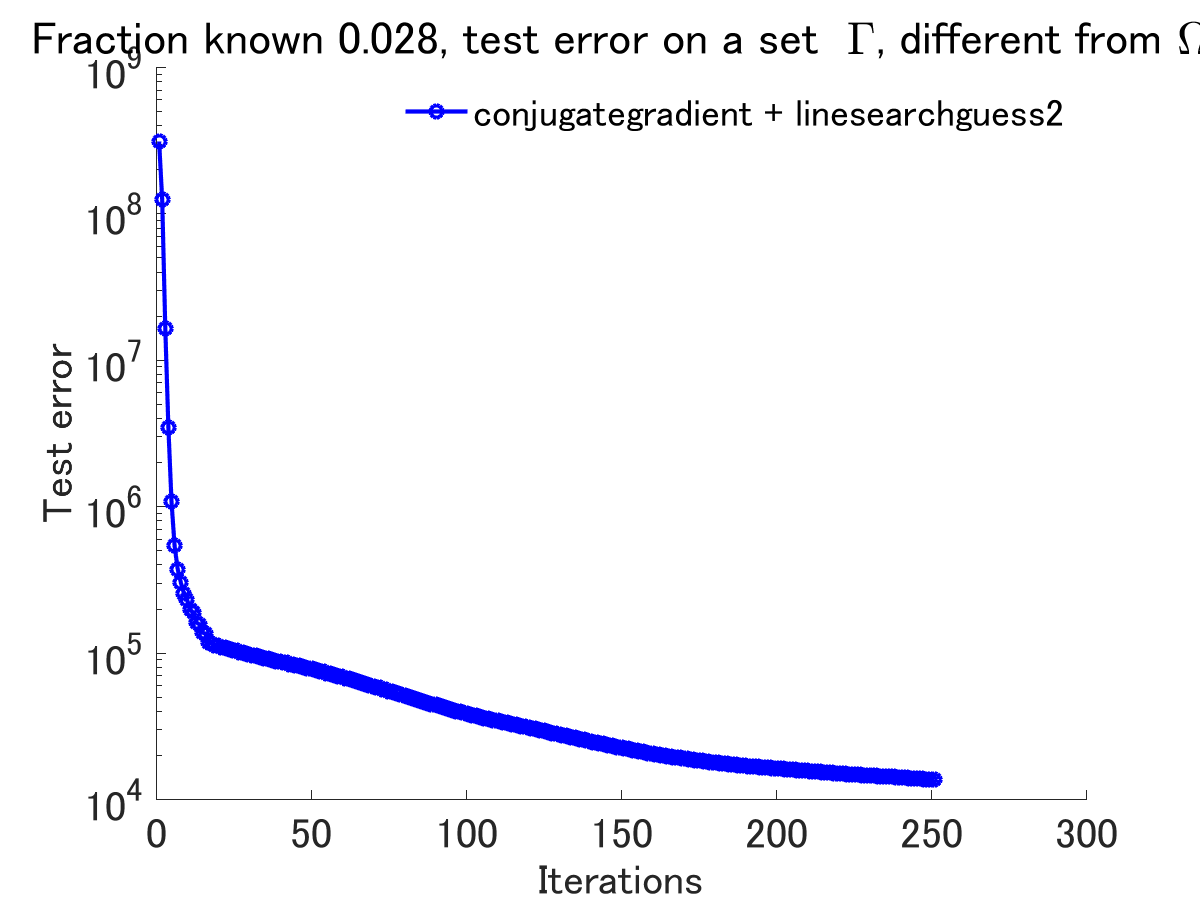 Fraction known 0.028, test error on a set Γ, different from Ω
10^9
conjugategradient + linesearchguess2
10^8
10^7
Test error
10^6
10^5
10^4
0 50 100 150 200 250 300
Iterations